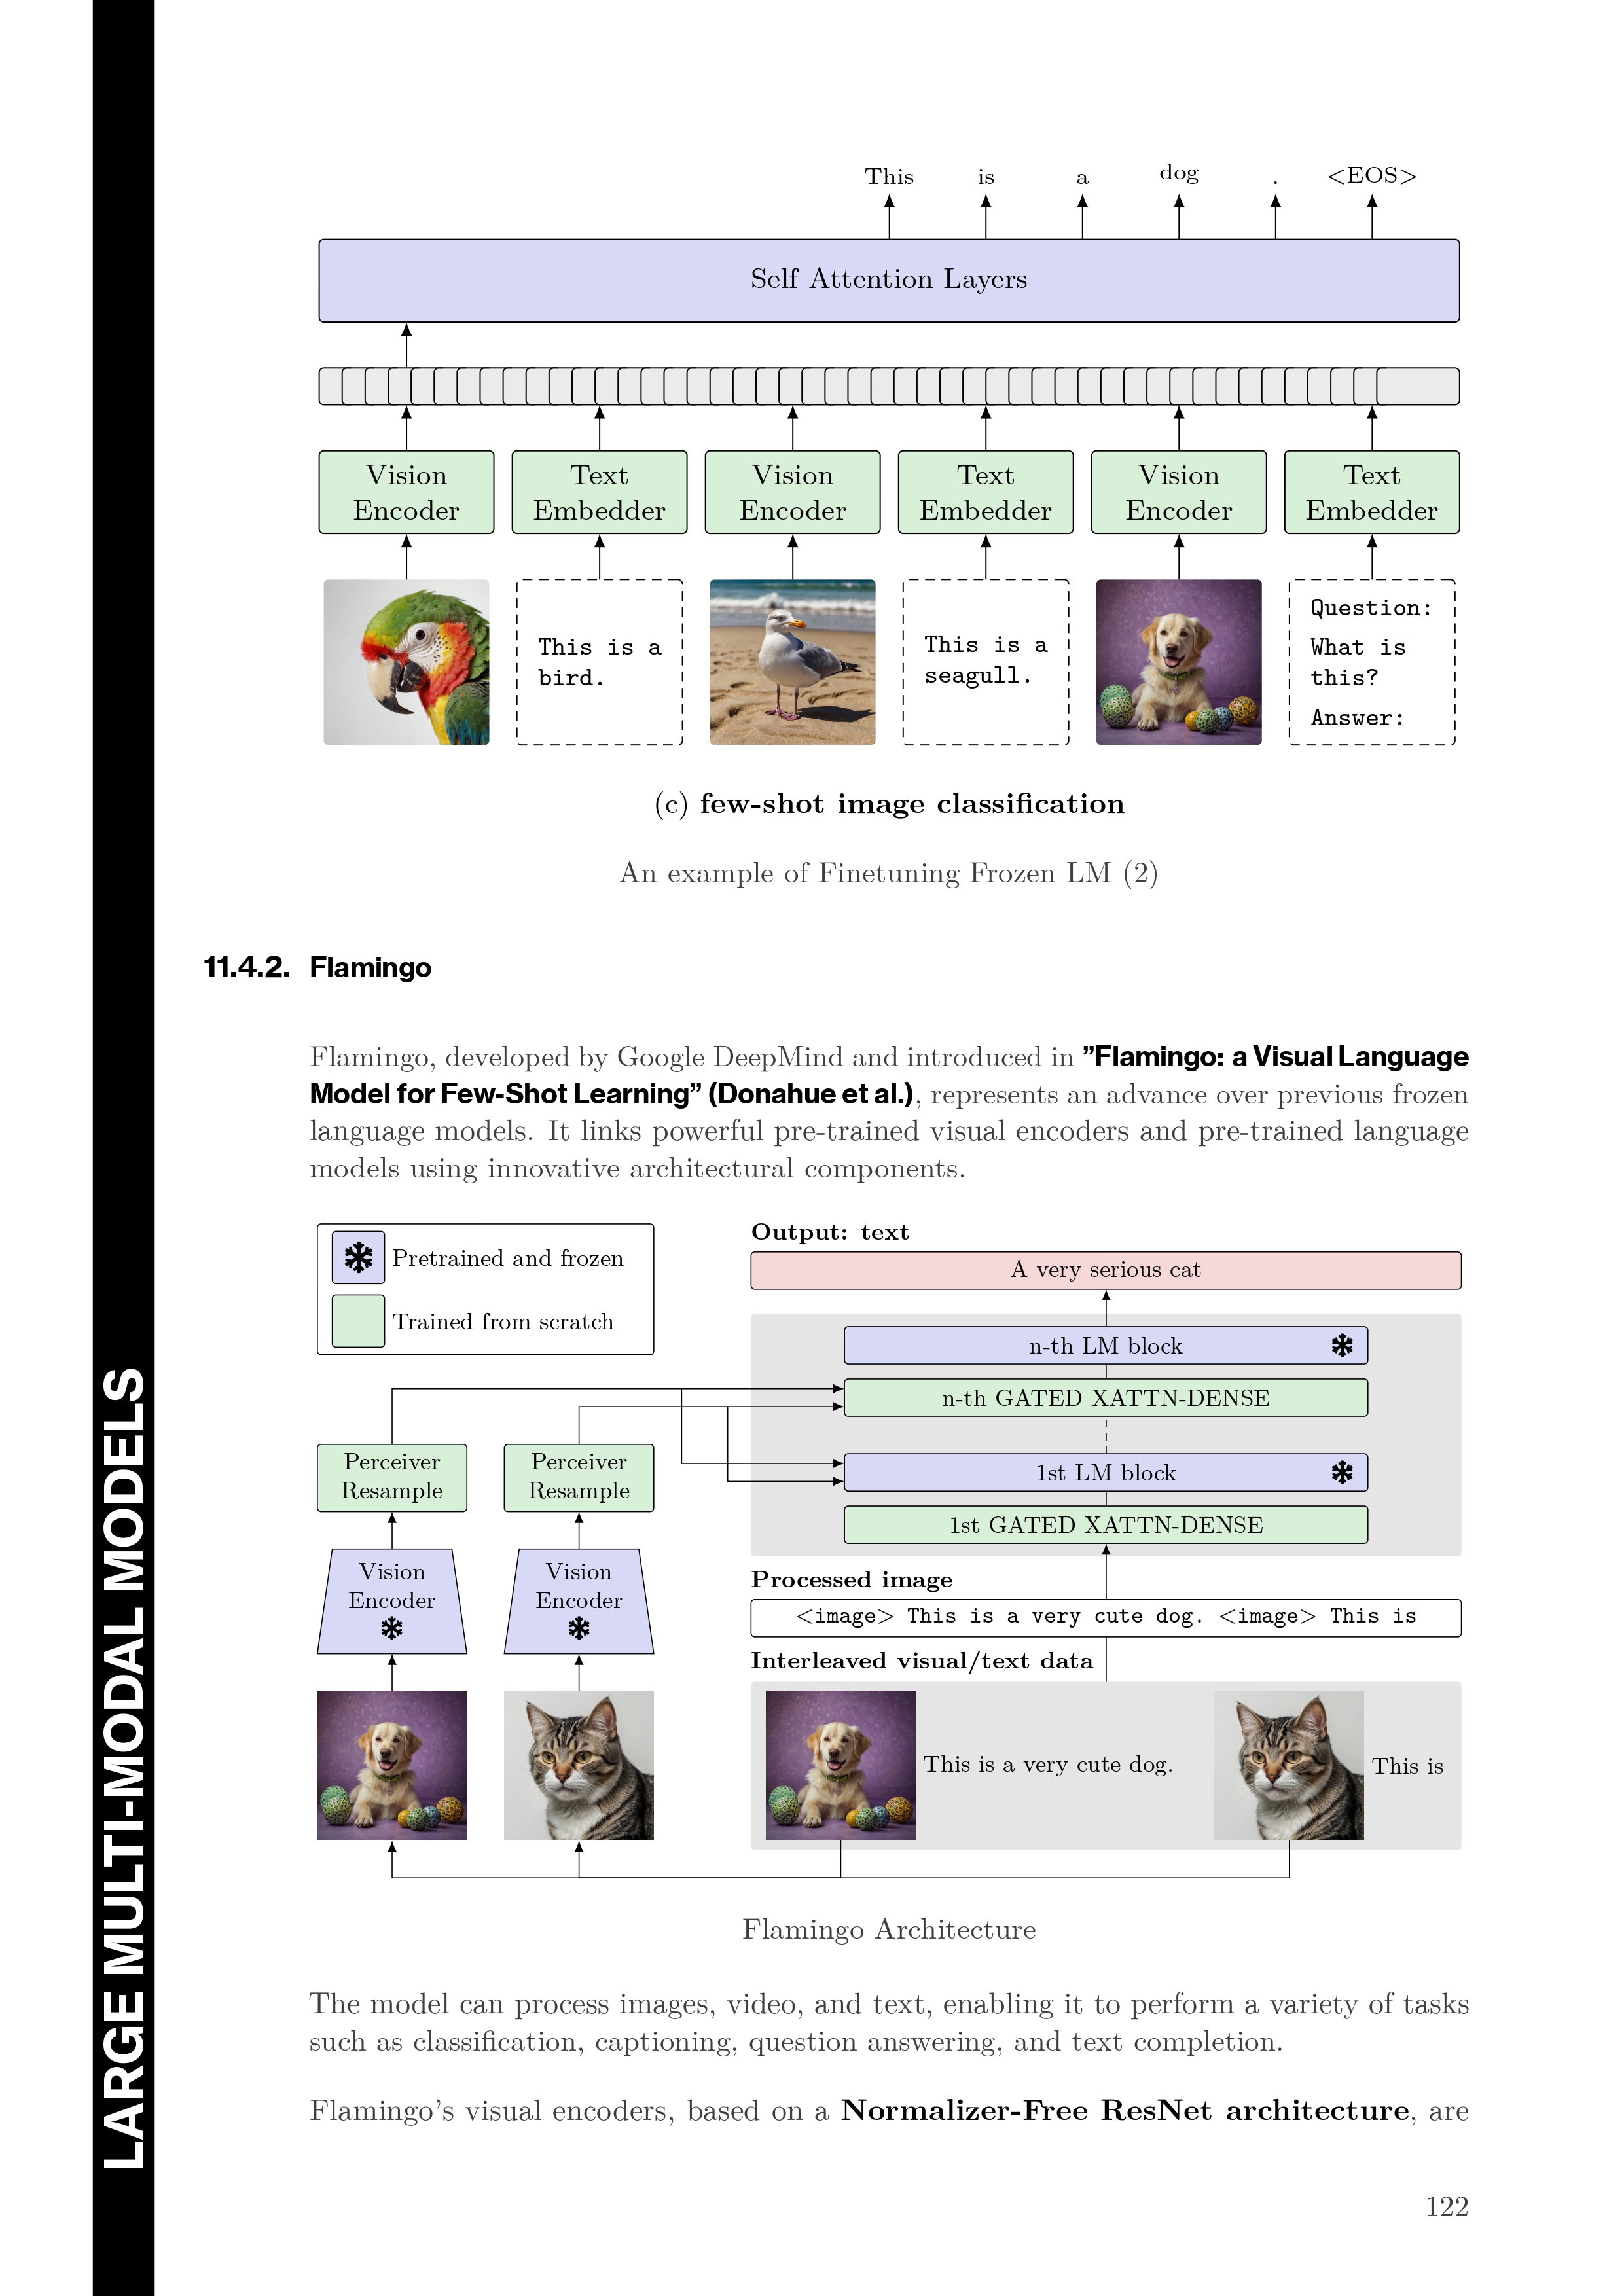 This is a dog . <EOS>
Self Attention Layers
Vision Encoder
Text Embedder
Vision Encoder
Text Embedder
Vision Encoder
Text Embedder
This is a
bird.
This is a
seagull.
Question:
What is
this?
Answer:
(c) few-shot image classification
An example of Finetuning Frozen LM (2)
11.4.2. Flamingo
Flamingo, developed by Google DeepMind and introduced in ”Flamingo: a Visual Language
Model for Few-Shot Learning” (Donahue et al.), represents an advance over previous frozen
language models. It links powerful pre-trained visual encoders and pre-trained language
models using innovative architectural components.
Pretrained and frozen
Trained from scratch
Output: text
A very serious cat
n-th LM block
n-th GATED XATTN-DENSE
1st LM block
1st GATED XATTN-DENSE
Perceiver
Resample
Perceiver
Resample
Vision
Encoder
Vision
Encoder
Processed image
<image> This is a very cute dog. <image> This is
Interleaved visual/text data
This is a very cute dog.
This is
Flamingo Architecture
The model can process images, video, and text, enabling it to perform a variety of tasks
such as classification, captioning, question answering, and text completion.
Flamingo’s visual encoders, based on a Normalizer-Free ResNet architecture, are
122
LARGE MULTI-MODAL MODELS